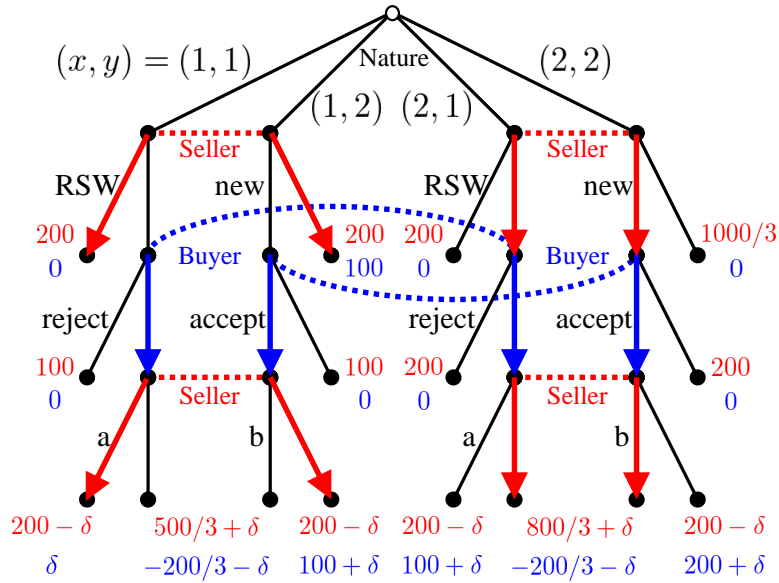 Nature
(x, y) = (1, 1) (2, 2)
(1, 2) (2, 1)
Seller Seller
RSW new RSW new
200 200 200 1000/3
0 Buyer 100 0 Buyer 0
reject accept reject accept
100 100 200 200
0 Seller 0 0 Seller 0
a b a b
200 − δ 500/3 + δ 200 − δ 200 − δ 800/3 + δ 200 − δ
δ −200/3 − δ 100 + δ 100 + δ −200/3 − δ 200 + δ